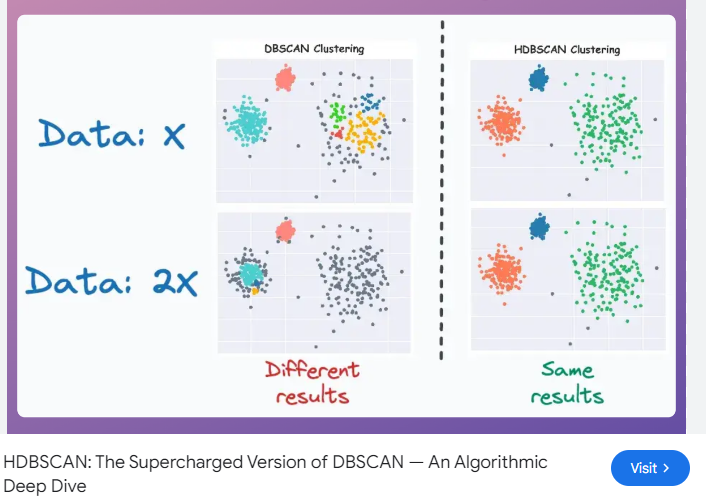 DBSCAN Clustering
HDBSCAN Clustering
Data: X
Data: 2X
Different
results
Same
results
HDBSCAN: The Supercharged Version of DBSCAN — An Algorithmic
Deep Dive
Visit >